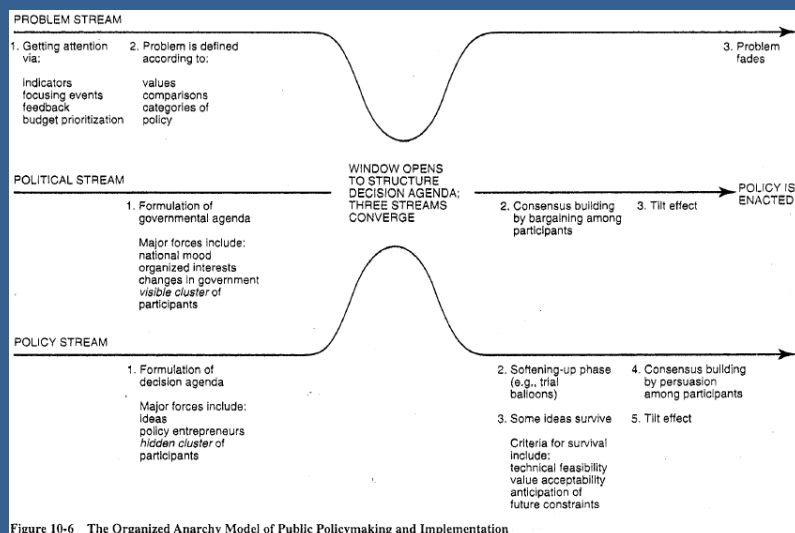 PROBLEM STREAM
1. Getting attention
via:
indicators
focusing events
feedback
budget prioritization
2. Problem is defined
according to:
values
comparisons
categories of
policy
3. Problem
fades
POLITICAL STREAM
1. Formulation of
governmental agenda
Major forces include:
national mood
organized interests
changes in government
visible cluster of
participants
WINDOW OPENS
TO STRUCTURE
DECISION AGENDA;
THREE STREAMS
CONVERGE
2. Consensus building
by bargaining among
participants
3. Tilt effect
POLICY IS
ENACTED
POLICY STREAM
1. Formulation of
decision agenda
Major forces include:
ideas
policy entrepreneurs
hidden cluster of
participants
2. Softening-up phase
(e.g., trial
balloons)
3. Some ideas survive
Criteria for survival
include:
technical feasibility
value acceptability
anticipation of
future constraints
4. Consensus building
by persuasion
among participants
5. Tilt effect
Figure 10-6 The Organized Anarchy Model of Public Policymaking and Implementation